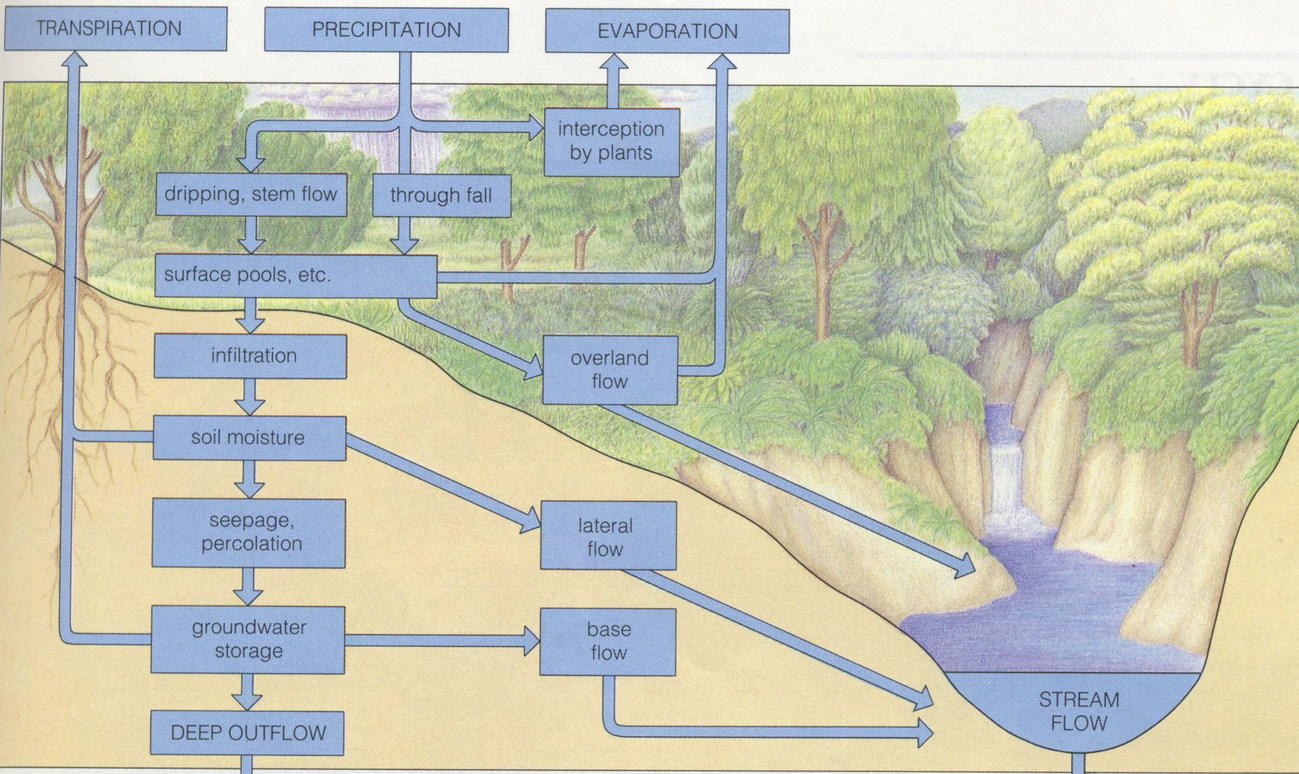 TRANSPIRATION
PRECIPITATION
EVAPORATION
interception
by plants
dripping, stem flow
through fall
surface pools, etc.
infiltration
overland
flow
soil moisture
seepage,
percolation
lateral
flow
groundwater
storage
base
flow
STREAM
FLOW
DEEP OUTFLOW